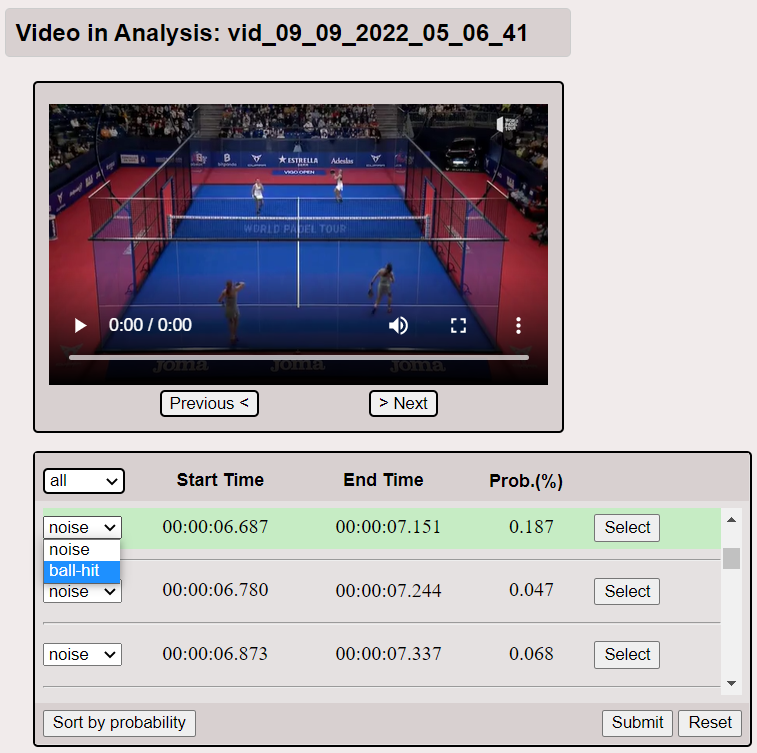 Video in Analysis: vid_09_09_2022_05_06_41
WORLD PADEL TOUR
B ESTRELLA Adeslas
VIGO OPEN
WORLD PADEL TOUR
0:00 / 0:00
Joma Joma Joma
Previous < > Next
all Start Time End Time Prob.(%)
noise 00:00:06.687 00:00:07.151 0.187 Select
noise
ball-hit
noise 00:00:06.780 00:00:07.244 0.047 Select
noise 00:00:06.873 00:00:07.337 0.068 Select
Sort by probability Submit Reset